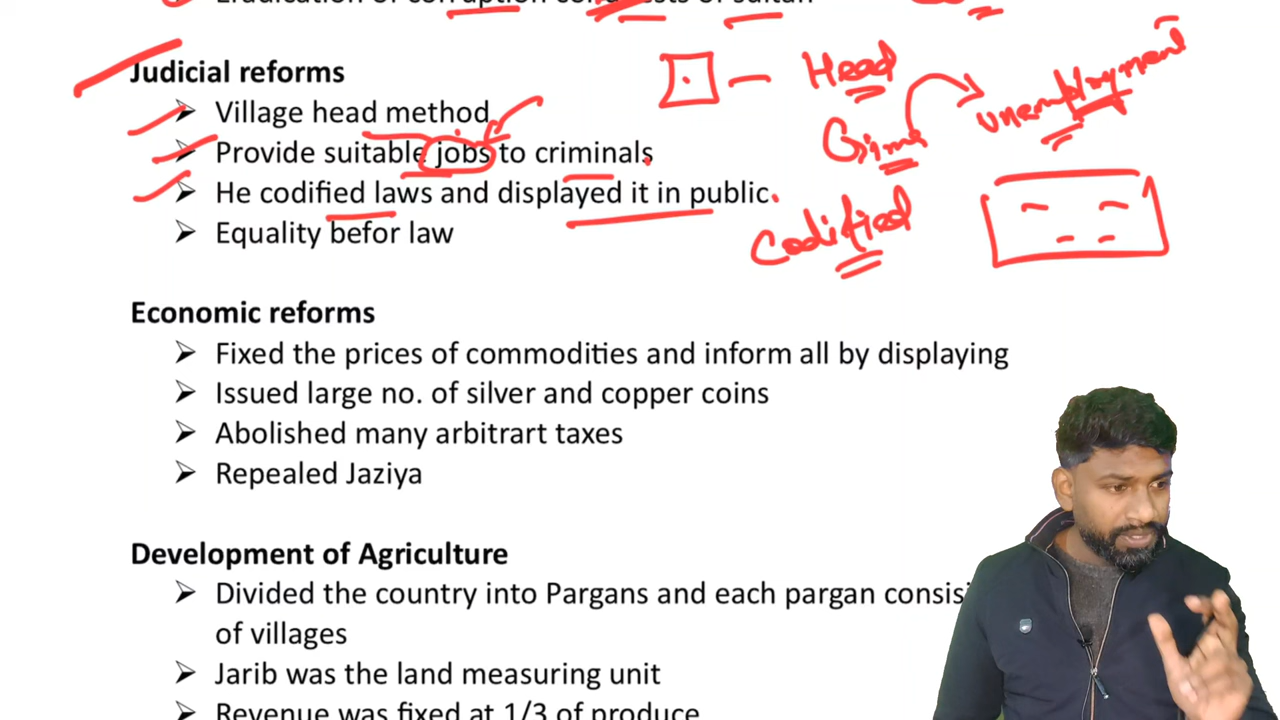 Judicial reforms
➢ Village head method
➢ Provide suitable jobs to criminals
➢ He codified laws and displayed it in public.
➢ Equality befor law
Head
Crime
unemployment
Codified
Economic reforms
➢ Fixed the prices of commodities and inform all by displaying
➢ Issued large no. of silver and copper coins
➢ Abolished many arbitrart taxes
➢ Repealed Jaziya
Development of Agriculture
➢ Divided the country into Pargans and each pargan
of villages
➢ Jarib was the land measuring unit
➢ Revenue was fixed at 1/3 of produce